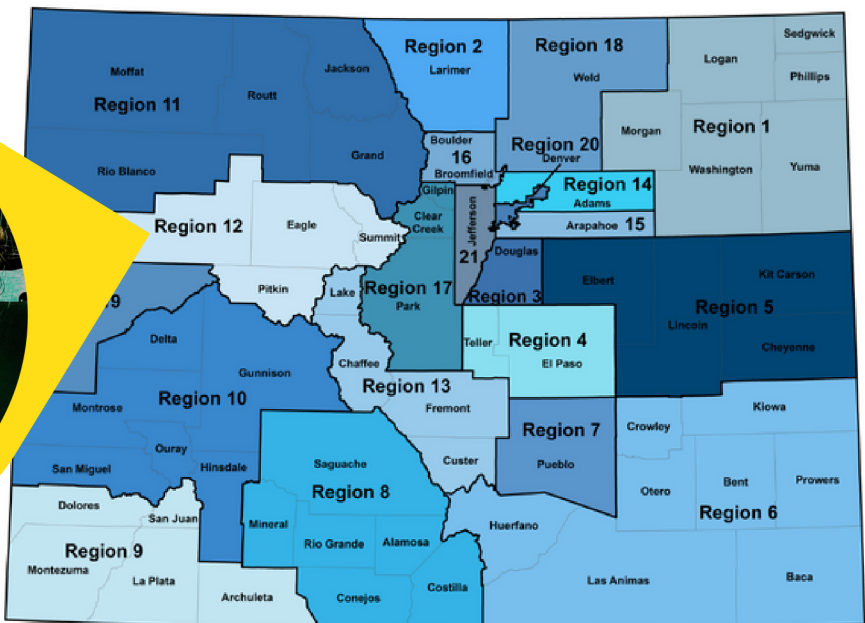 Region 2
Larimer
Region 18
Weld
Sedgwick
Logan
Phillips
Moffat
Jackson
Routt
Region 11
Grand
Rio Blanco
Boulder
16
Broomfield
Region 20
Denver
Morgan
Region 1
Washington
Yuma
Gilpin
Region 14
Adams
Clear
Creek
Jefferson
21
Arapahoe 15
Region 12
Eagle
Summit
Pitkin
Douglas
Region 3
Elbert
Kit Carson
Region 5
Lincoln
Cheyenne
Lake
Region 17
Park
9
Delta
Gunnison
Chaffee
Teller
Region 4
El Paso
Region 10
Montrose
Ouray
San Miguel
Hinsdale
Region 13
Fremont
Custer
Region 7
Pueblo
Crowley
Kiowa
Otero
Bent
Prowers
Region 6
Saguache
Region 8
Mineral
Rio Grande
Alamosa
Conejos
Costilla
Huerfano
Las Animas
Baca
Dolores
San Juan
Region 9
Montezuma
La Plata
Archuleta